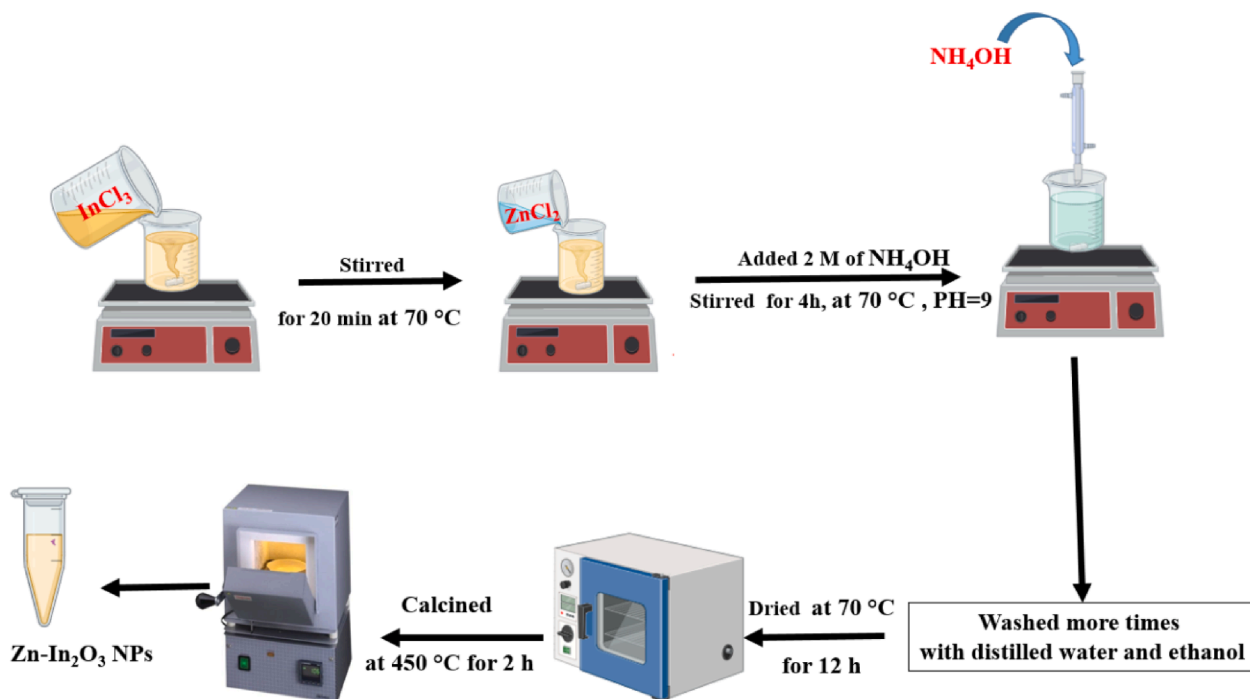 NH₄OH
InCl₃
Stirred
for 20 min at 70 °C
ZnCl₂
Added 2 M of NH₄OH
Stirred for 4h, at 70 °C , PH=9
Zn-In₂O₃ NPs
Calcined
at 450 °C for 2 h
Dried at 70 °C
for 12 h
Washed more times
with distilled water and ethanol